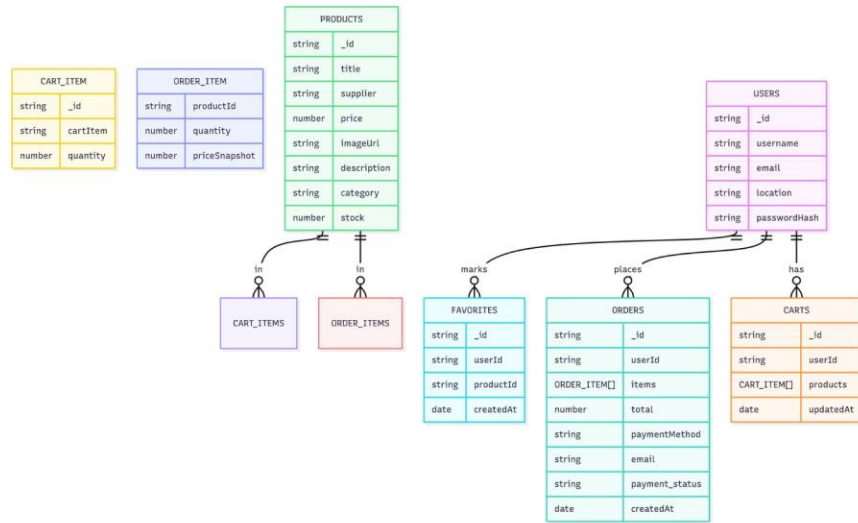 PRODUCTS
string _id
string title
string supplier
number price
string imageUrl
string description
string category
number stock
CART_ITEM
string _id
string cartItem
number quantity
ORDER_ITEM
string productId
number quantity
number priceSnapshot
USERS
string _id
string username
string email
string location
string passwordHash
in
in
marks
places
has
CART_ITEMS
ORDER_ITEMS
FAVORITES
string _id
string userId
string productId
date createdAt
ORDERS
string _id
string userId
ORDER_ITEM[] items
number total
string paymentMethod
string email
string payment_status
date createdAt
CARTS
string _id
string userId
CART_ITEM[] products
date updatedAt